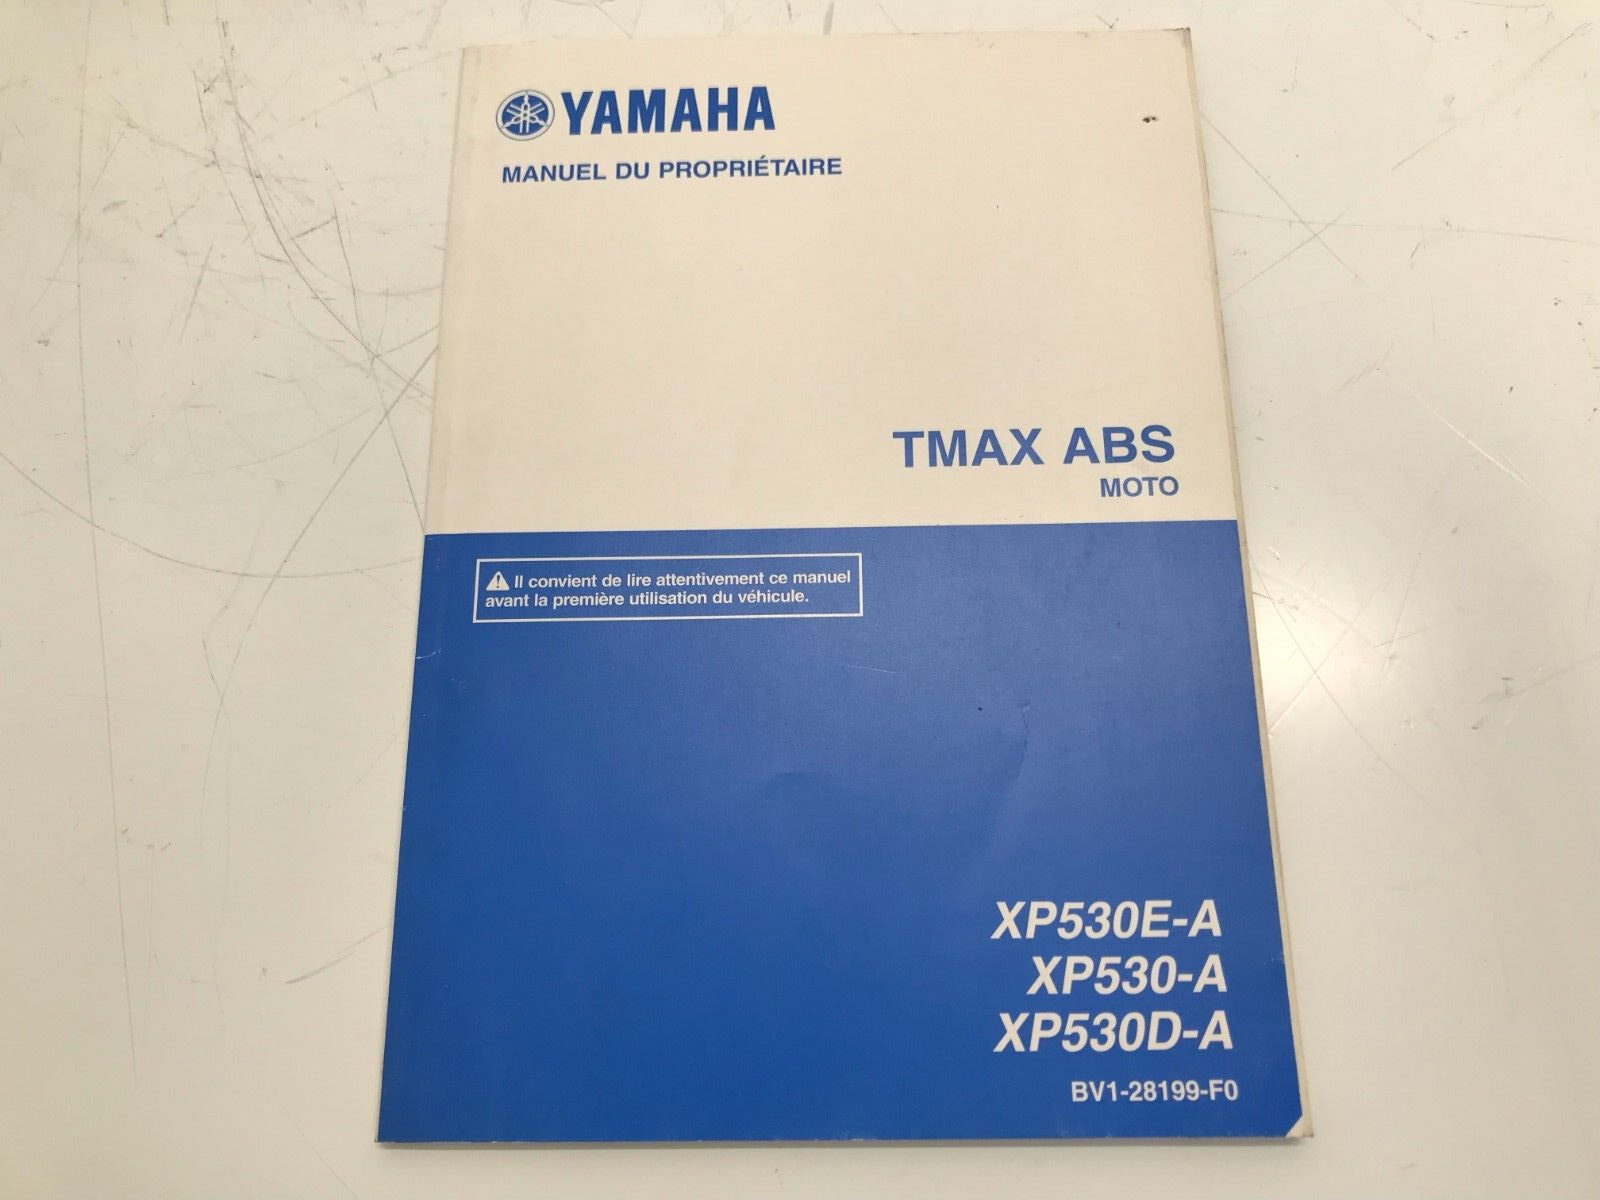 YAMAHA
MANUEL DU PROPRIÉTAIRE
TMAX ABS
MOTO
Il convient de lire attentivement ce manuel
avant la première utilisation du véhicule.
XP530E-A
XP530-A
XP530D-A
BV1-28199-F0